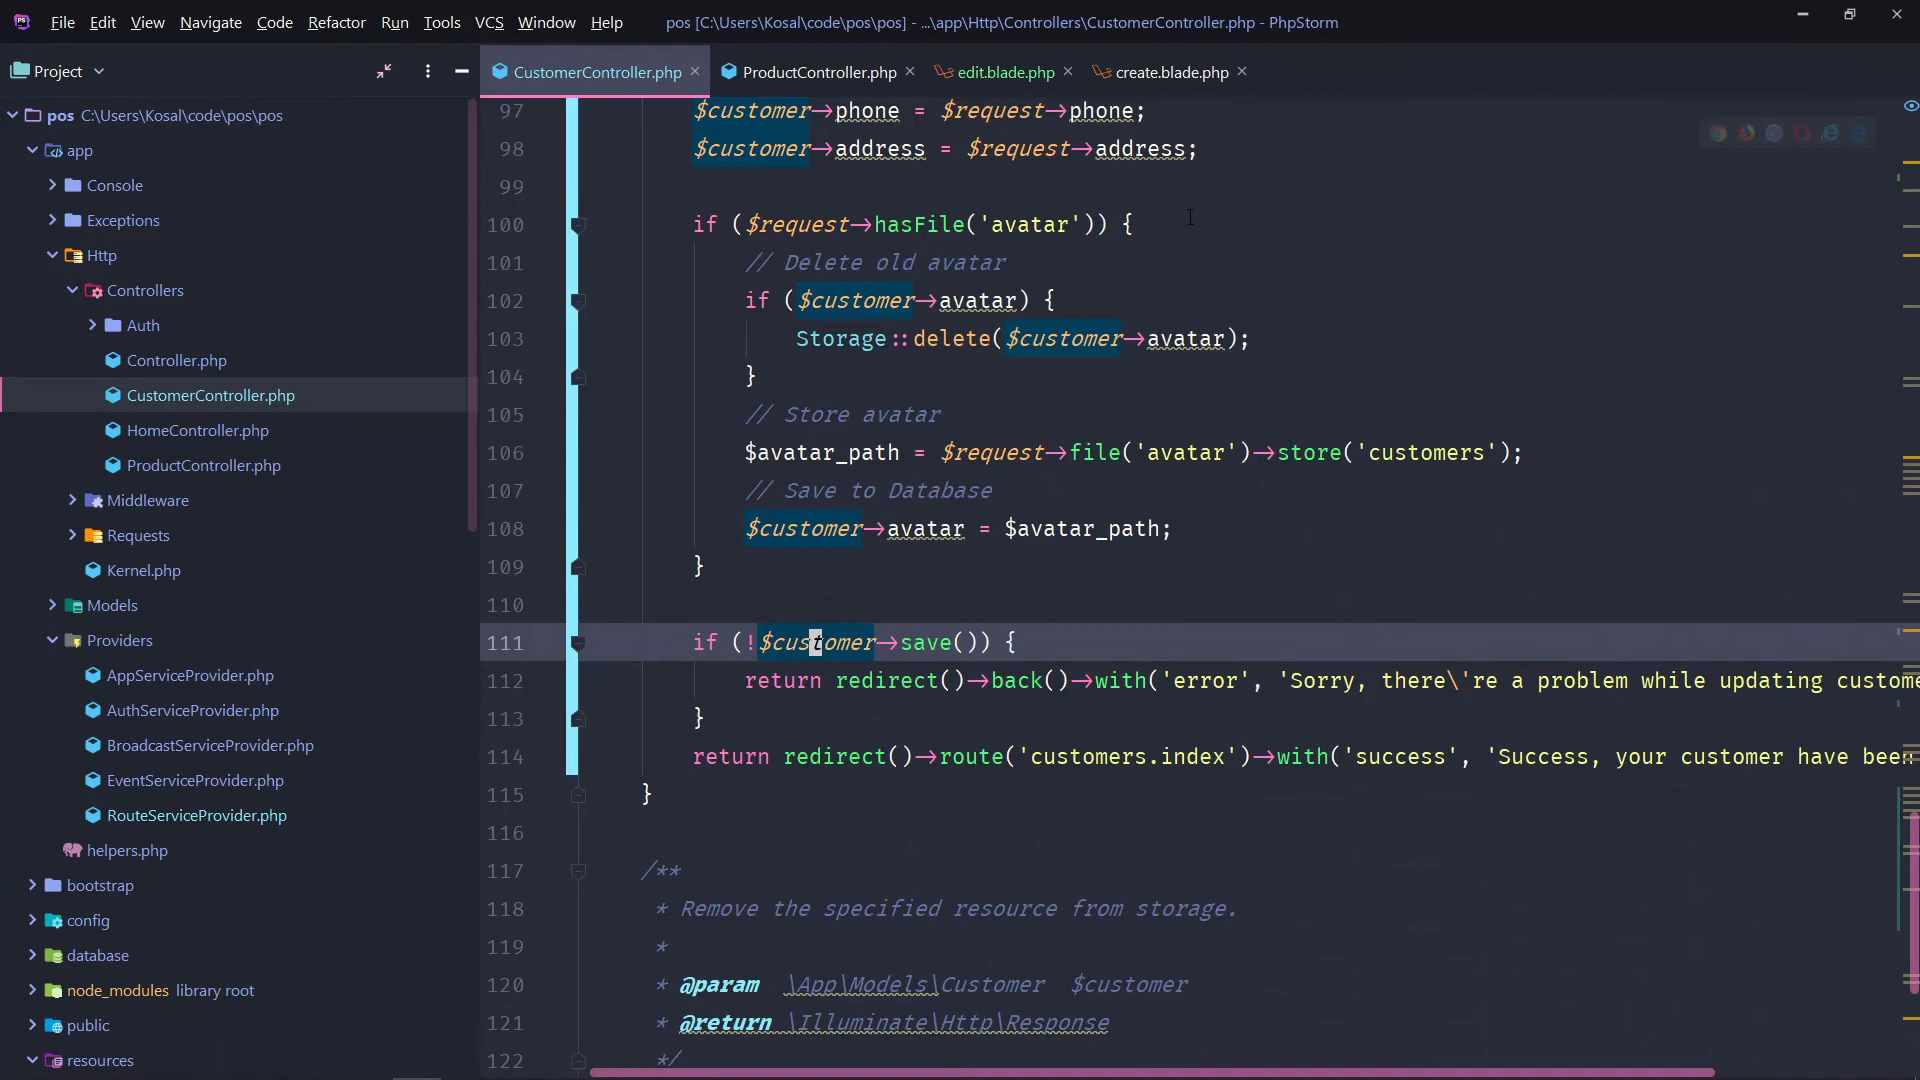 PS File Edit View Navigate Code Refactor Run Tools VCS Window Help pos [C:\Users\Kosal\code\pos\pos] - ...\app\Http\Controllers\CustomerController.php - PhpStorm
Project
CustomerController.php ProductController.php edit.blade.php create.blade.php
pos C:\Users\Kosal\code\pos\pos
app
Console
Exceptions
Http
Controllers
Auth
Controller.php
CustomerController.php
HomeController.php
ProductController.php
Middleware
Requests
Kernel.php
Models
Providers
AppServiceProvider.php
AuthServiceProvider.php
BroadcastServiceProvider.php
EventServiceProvider.php
RouteServiceProvider.php
helpers.php
bootstrap
config
database
node_modules library root
public
resources
97 $customer->phone = $request->phone;
98 $customer->address = $request->address;
99
100 if ($request->hasFile('avatar')) {
101 // Delete old avatar
102 if ($customer->avatar) {
103 Storage::delete($customer->avatar);
104 }
105 // Store avatar
106 $avatar_path = $request->file('avatar')->store('customers');
107 // Save to Database
108 $customer->avatar = $avatar_path;
109 }
110
111 if (!$customer->save()) {
112 return redirect()->back()->with('error', 'Sorry, there\'re a problem while updating custome
113 }
114 return redirect()->route('customers.index')->with('success', 'Success, your customer have been
115 }
116
117 /**
118 * Remove the specified resource from storage.
119 *
120 * @param \App\Models\Customer $customer
121 * @return \Illuminate\Http\Response
122 */